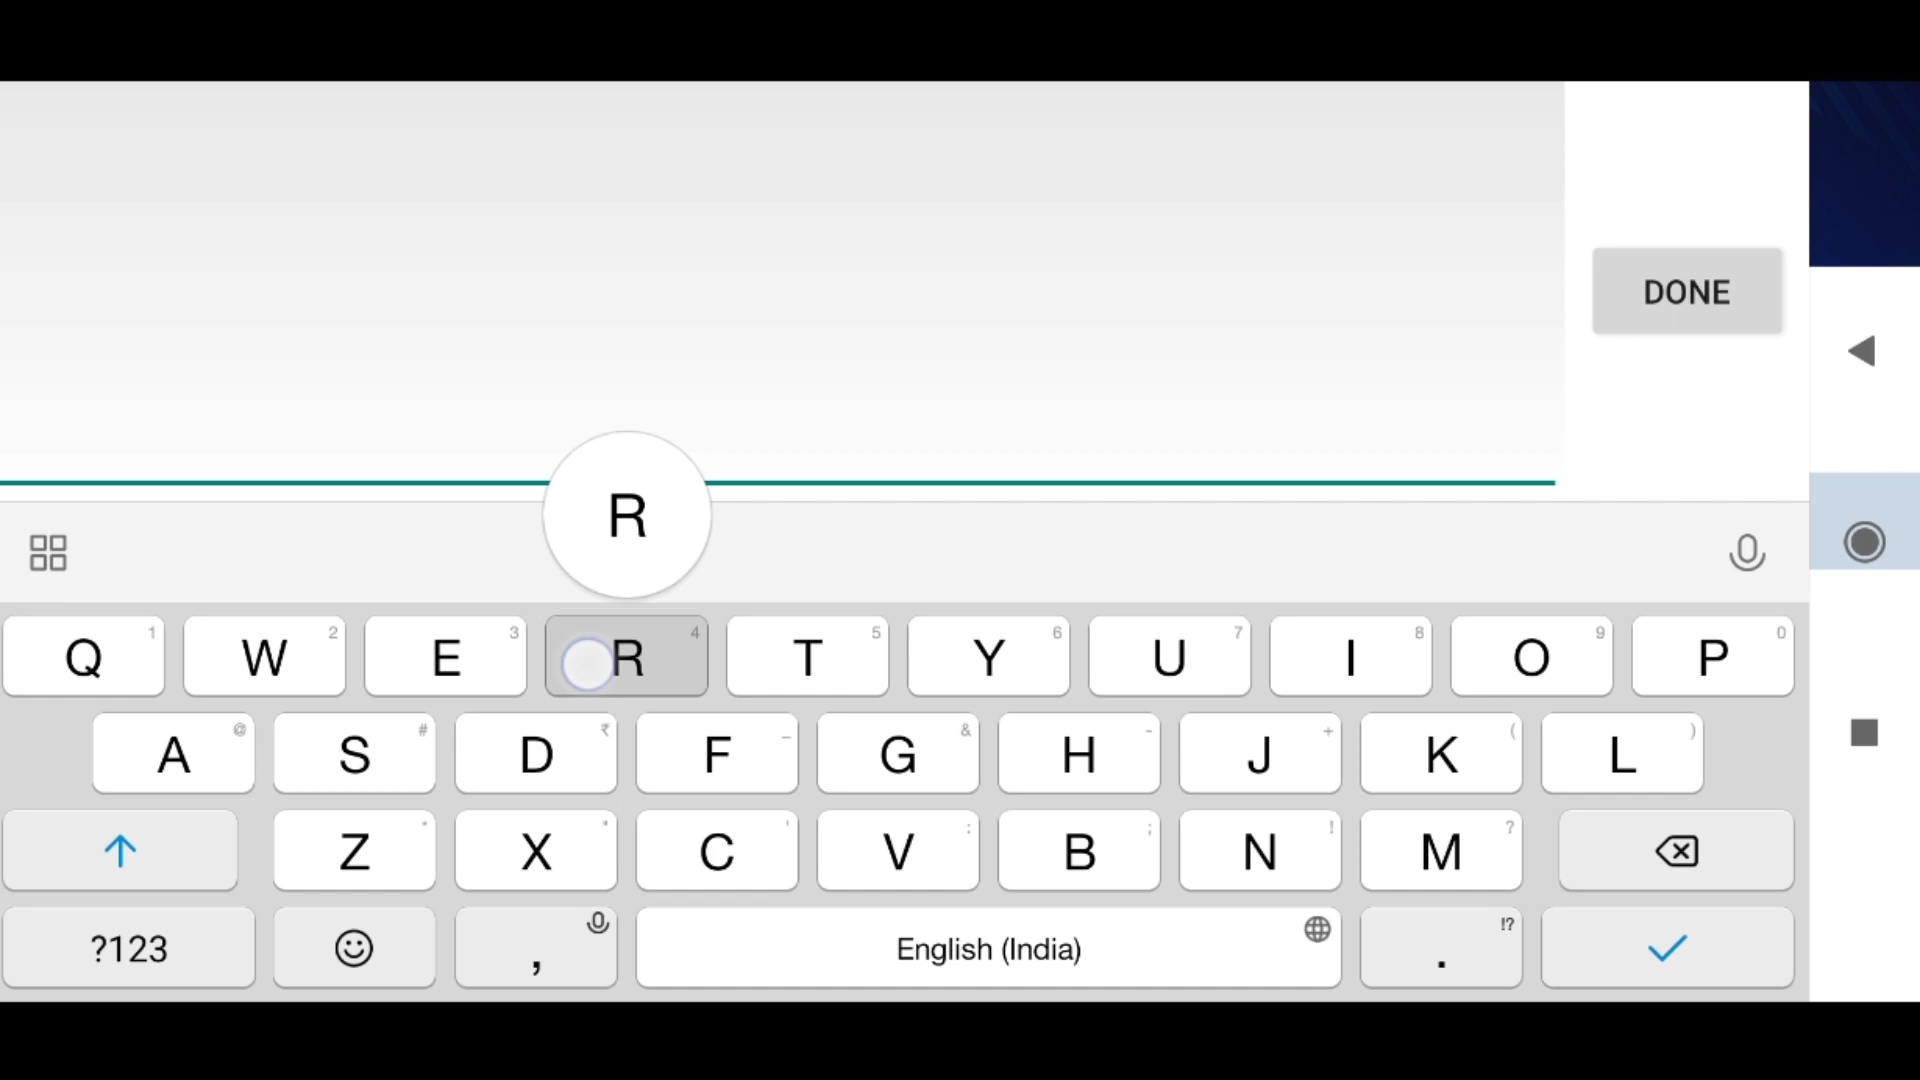 DONE
R
Q 1 W 2 E 3 R 4 T 5 Y 6 U 7 I 8 O 9 P 0
A @ S # D ₹ F _ G & H - J + K ( L )
Z X C ' V : B ; N ! M ?
?123 , English (India) . !?